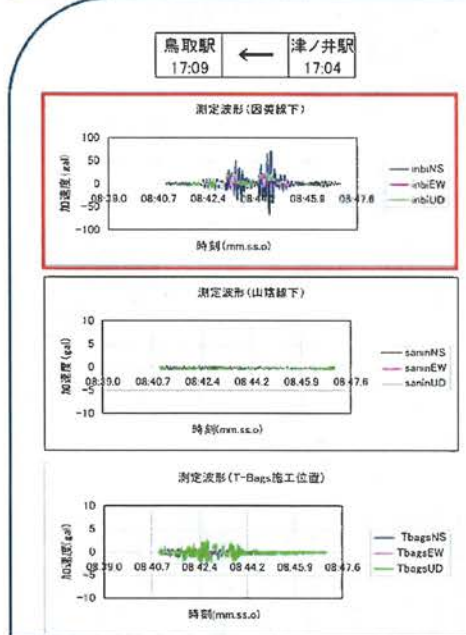 鳥取駅 ← 津ノ井駅
17:09 17:04
測定波形(因美線下)
加速度(gal)
100
50
0
-50
-100
08:39.0 08:40.7 08:42.4 08:44.2 08:45.9 08:47.6
時刻(mm.ss.o)
inbiNS
inbiEW
inbiUD
測定波形(山陰線下)
加速度(gal)
10
5
0
-5
-10
08:39.0 08:40.7 08:42.4 08:44.2 08:45.9 08:47.6
時刻(mm.ss.o)
saninNS
saninEW
saninUD
測定波形(T-Bags施工位置)
加速度(gal)
10
5
0
-5
-10
08:39.0 08:40.7 08:42.4 08:44.2 08:45.9 08:47.6
時刻(mm.ss.o)
TbagsNS
TbagsEW
TbagsUD